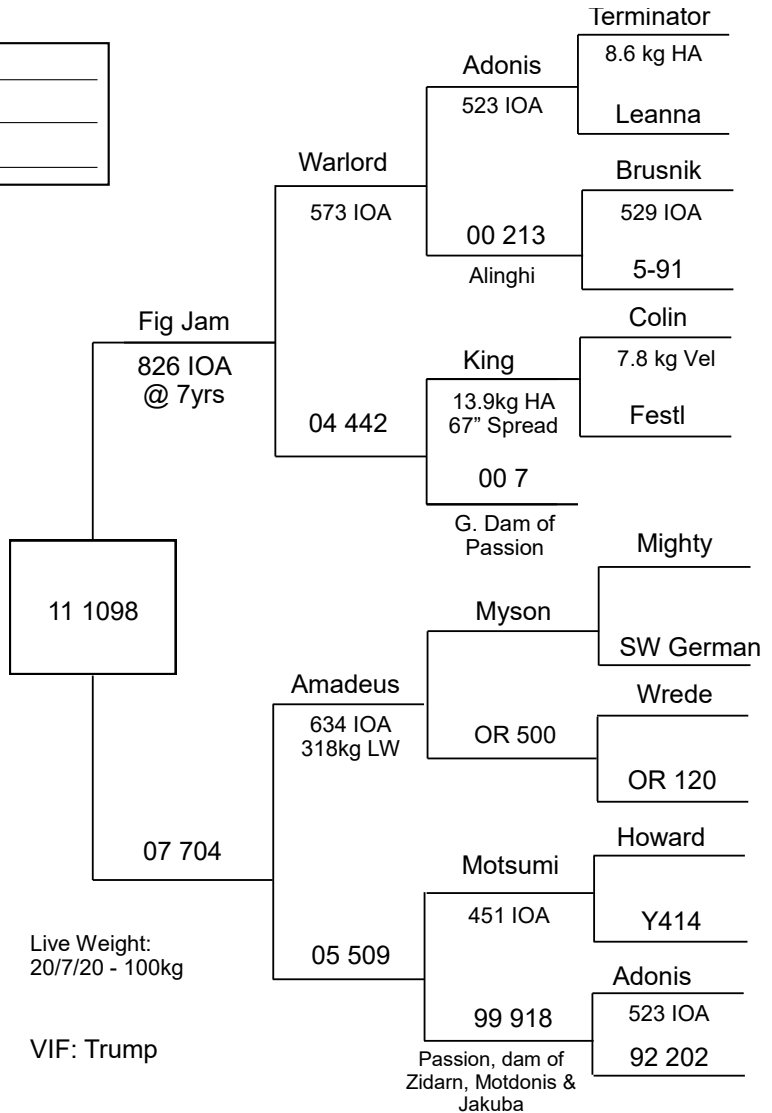 Terminator
8.6 kg HA
Adonis
523 IOA
Leanna
Warlord
573 IOA
Brusnik
529 IOA
00 213
Alinghi
5-91
Fig Jam
826 IOA
@ 7yrs
Colin
7.8 kg Vel
King
13.9kg HA
67” Spread
Festl
04 442
00 7
G. Dam of
Passion
11 1098
Mighty
Myson
SW German
Amadeus
634 IOA
318kg LW
Wrede
OR 500
OR 120
07 704
Howard
Motsumi
451 IOA
Y414
05 509
Adonis
523 IOA
99 918
92 202
Passion, dam of
Zidarn, Motdonis &
Jakuba
Live Weight:
20/7/20 - 100kg
VIF: Trump